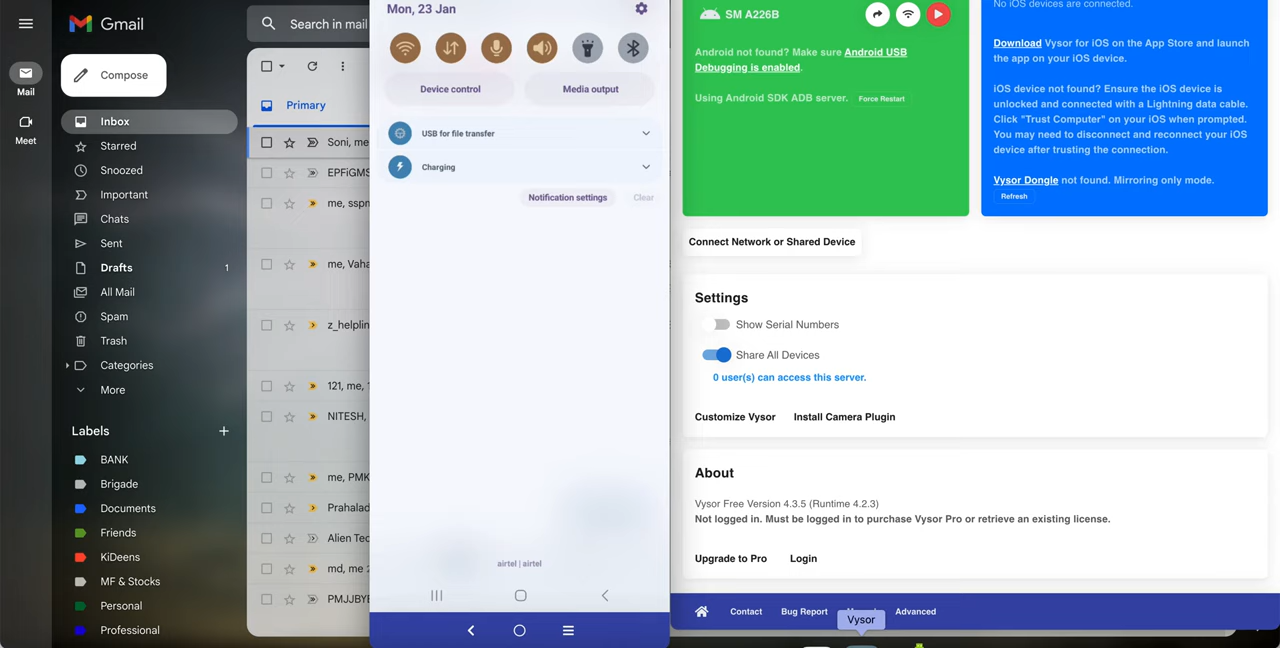 Gmail
Search in mail
Mail
Compose
Meet
Primary
Inbox
Starred
Snoozed
Important
Chats
Sent
Drafts
1
All Mail
Spam
Trash
Categories
More
Labels
BANK
Brigade
Documents
Friends
KiDeens
MF & Stocks
Personal
Professional
Soni, me
EPFiGMS
me, sspm
me, Vaha
z_helplin
121, me, 1
NITESH,
me, PMK
Prahalad
Alien Tec
md, me 2
PMJJBYE
Mon, 23 Jan
Device control
Media output
USB for file transfer
Charging
Notification settings
Clear
airtel | airtel
SM A226B
Android not found? Make sure Android USB
Debugging is enabled.
Using Android SDK ADB server. Force Restart
No iOS devices are connected.
Download Vysor for iOS on the App Store and launch
the app on your iOS device.
iOS device not found? Ensure the iOS device is
unlocked and connected with a Lightning data cable.
Click "Trust Computer" on your iOS when prompted.
You may need to disconnect and reconnect your iOS
device after trusting the connection.
Vysor Dongle not found. Mirroring only mode.
Refresh
Connect Network or Shared Device
Settings
Show Serial Numbers
Share All Devices
0 user(s) can access this server.
Customize Vysor
Install Camera Plugin
About
Vysor Free Version 4.3.5 (Runtime 4.2.3)
Not logged in. Must be logged in to purchase Vysor Pro or retrieve an existing license.
Upgrade to Pro
Login
Contact
Bug Report
Advanced
Vysor